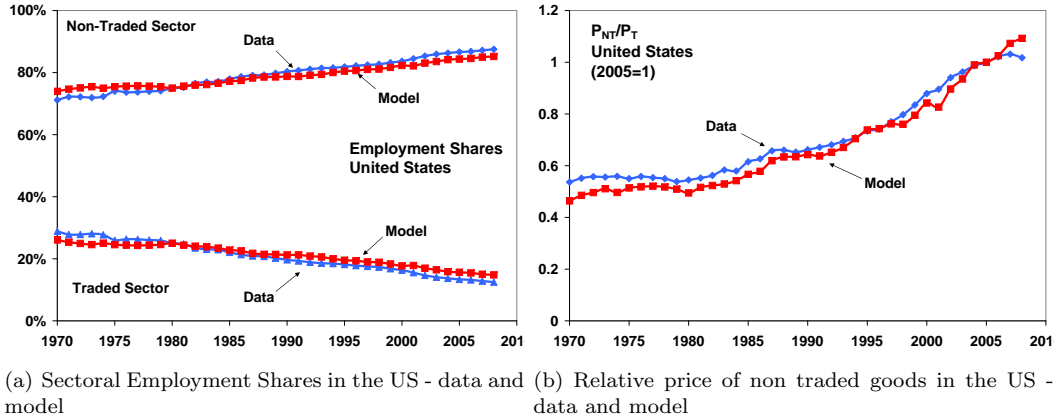 100%
80%
60%
40%
20%
0%
Non-Traded Sector
Data
Model
Employment Shares
United States
Model
Traded Sector
Data
1970 1975 1980 1985 1990 1995 2000 2005 201
1.2
1
0.8
0.6
0.4
0.2
0
PNT/PT
United States
(2005=1)
Data
Model
1970 1975 1980 1985 1990 1995 2000 2005 2010
(a) Sectoral Employment Shares in the US - data and model
(b) Relative price of non traded goods in the US - data and model